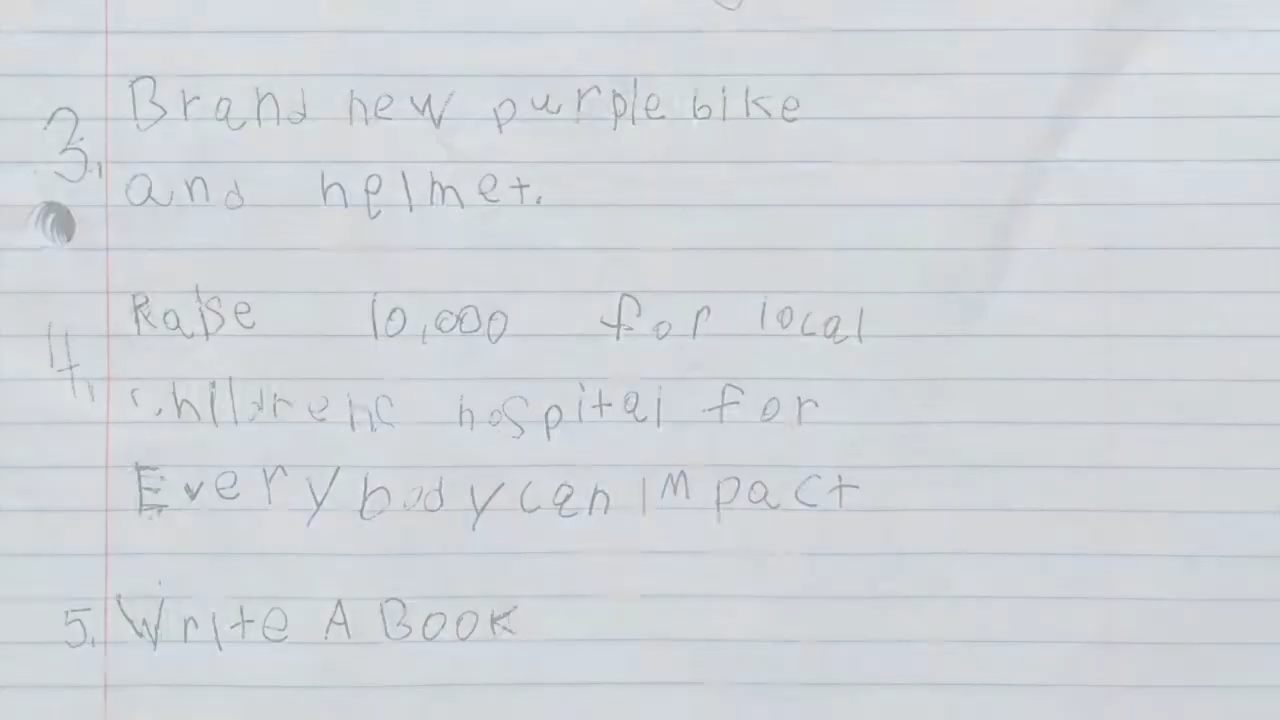 3. Brand new purple bike
and helmet.
4. Raise 10,000 for local
childrens hospital for
Everybody can impact
5. Write A Book